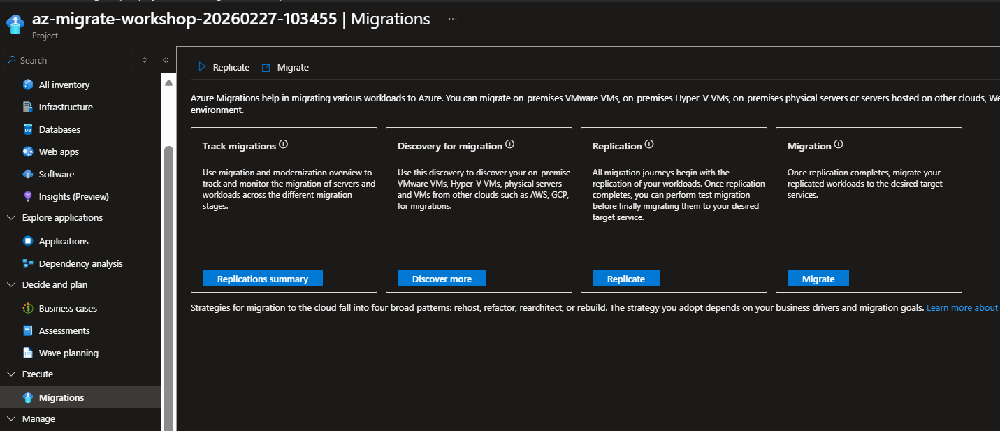 az-migrate-workshop-20260227-103455 | Migrations
...
Project
Search
«
All inventory
Infrastructure
Databases
Web apps
Software
Insights (Preview)
Explore applications
Applications
Dependency analysis
Decide and plan
Business cases
Assessments
Wave planning
Execute
Migrations
Manage
Replicate
Migrate
Azure Migrations help in migrating various workloads to Azure. You can migrate on-premises VMware VMs, on-premises Hyper-V VMs, on-premises physical servers or servers hosted on other clouds, We
environment.
Track migrations
Use migration and modernization overview to
track and monitor the migration of servers and
workloads across the different migration
stages.
Replications summary
Discovery for migration
Use this discovery to discover your on-premise
VMware VMs, Hyper-V VMs, physical servers
and VMs from other clouds such as AWS, GCP,
for migrations.
Discover more
Replication
All migration journeys begin with the
replication of your workloads. Once replication
completes, you can perform test migration
before finally migrating them to your desired
target service.
Replicate
Migration
Once replication completes, migrate your
replicated workloads to the desired target
services.
Migrate
Strategies for migration to the cloud fall into four broad patterns: rehost, refactor, rearchitect, or rebuild. The strategy you adopt depends on your business drivers and migration goals. Learn more about